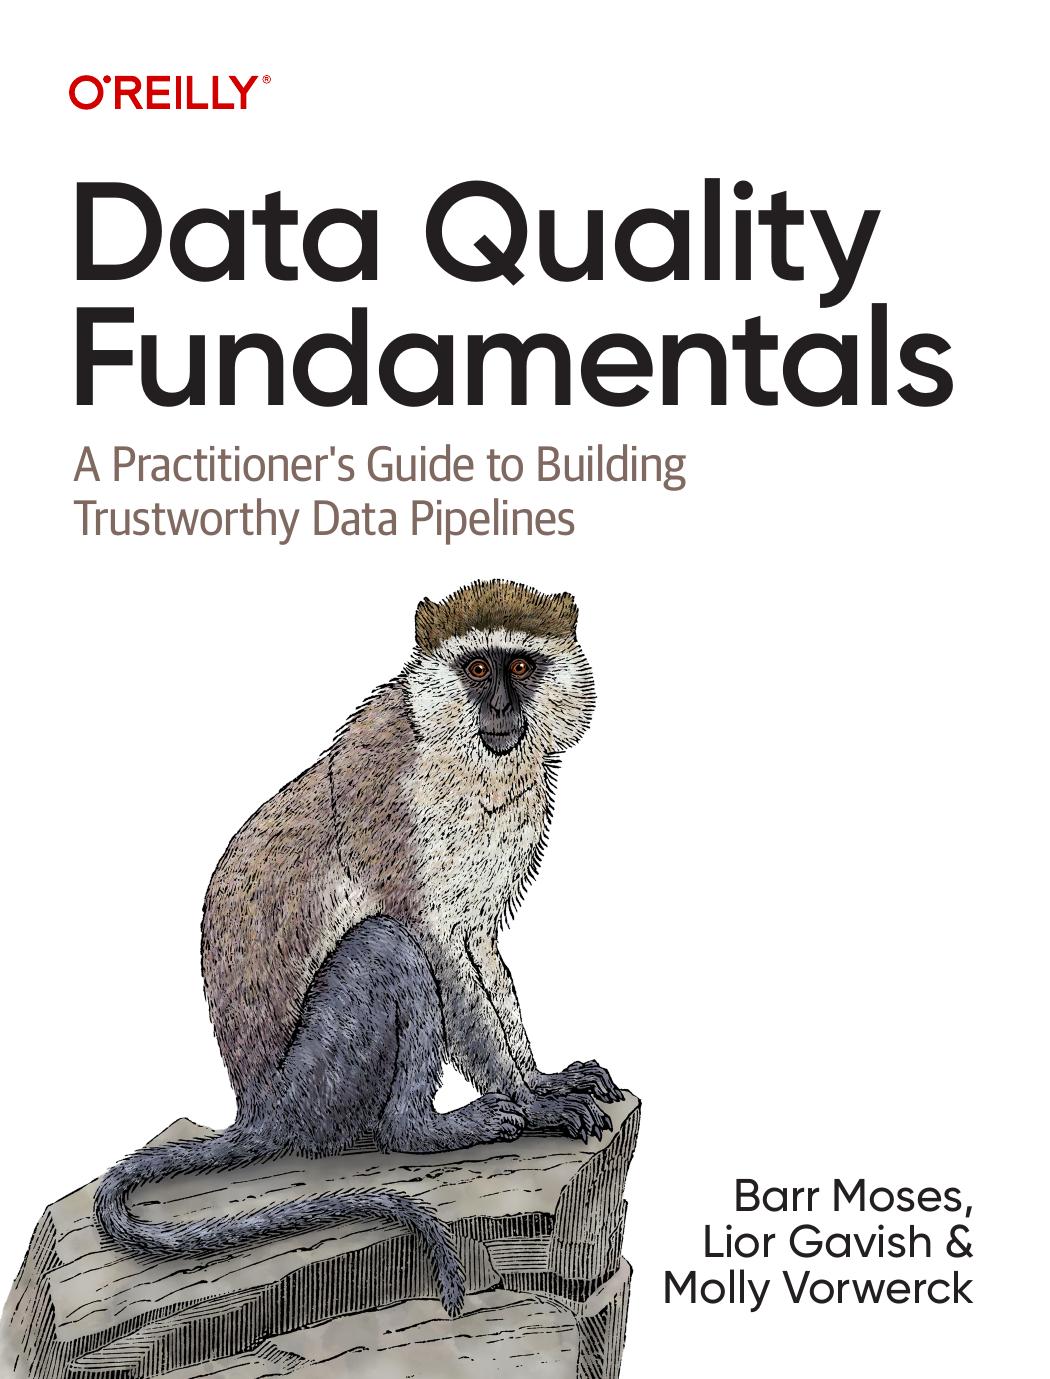 O'REILLY®
Data Quality
Fundamentals
A Practitioner's Guide to Building
Trustworthy Data Pipelines
Barr Moses,
Lior Gavish &
Molly Vorwerck